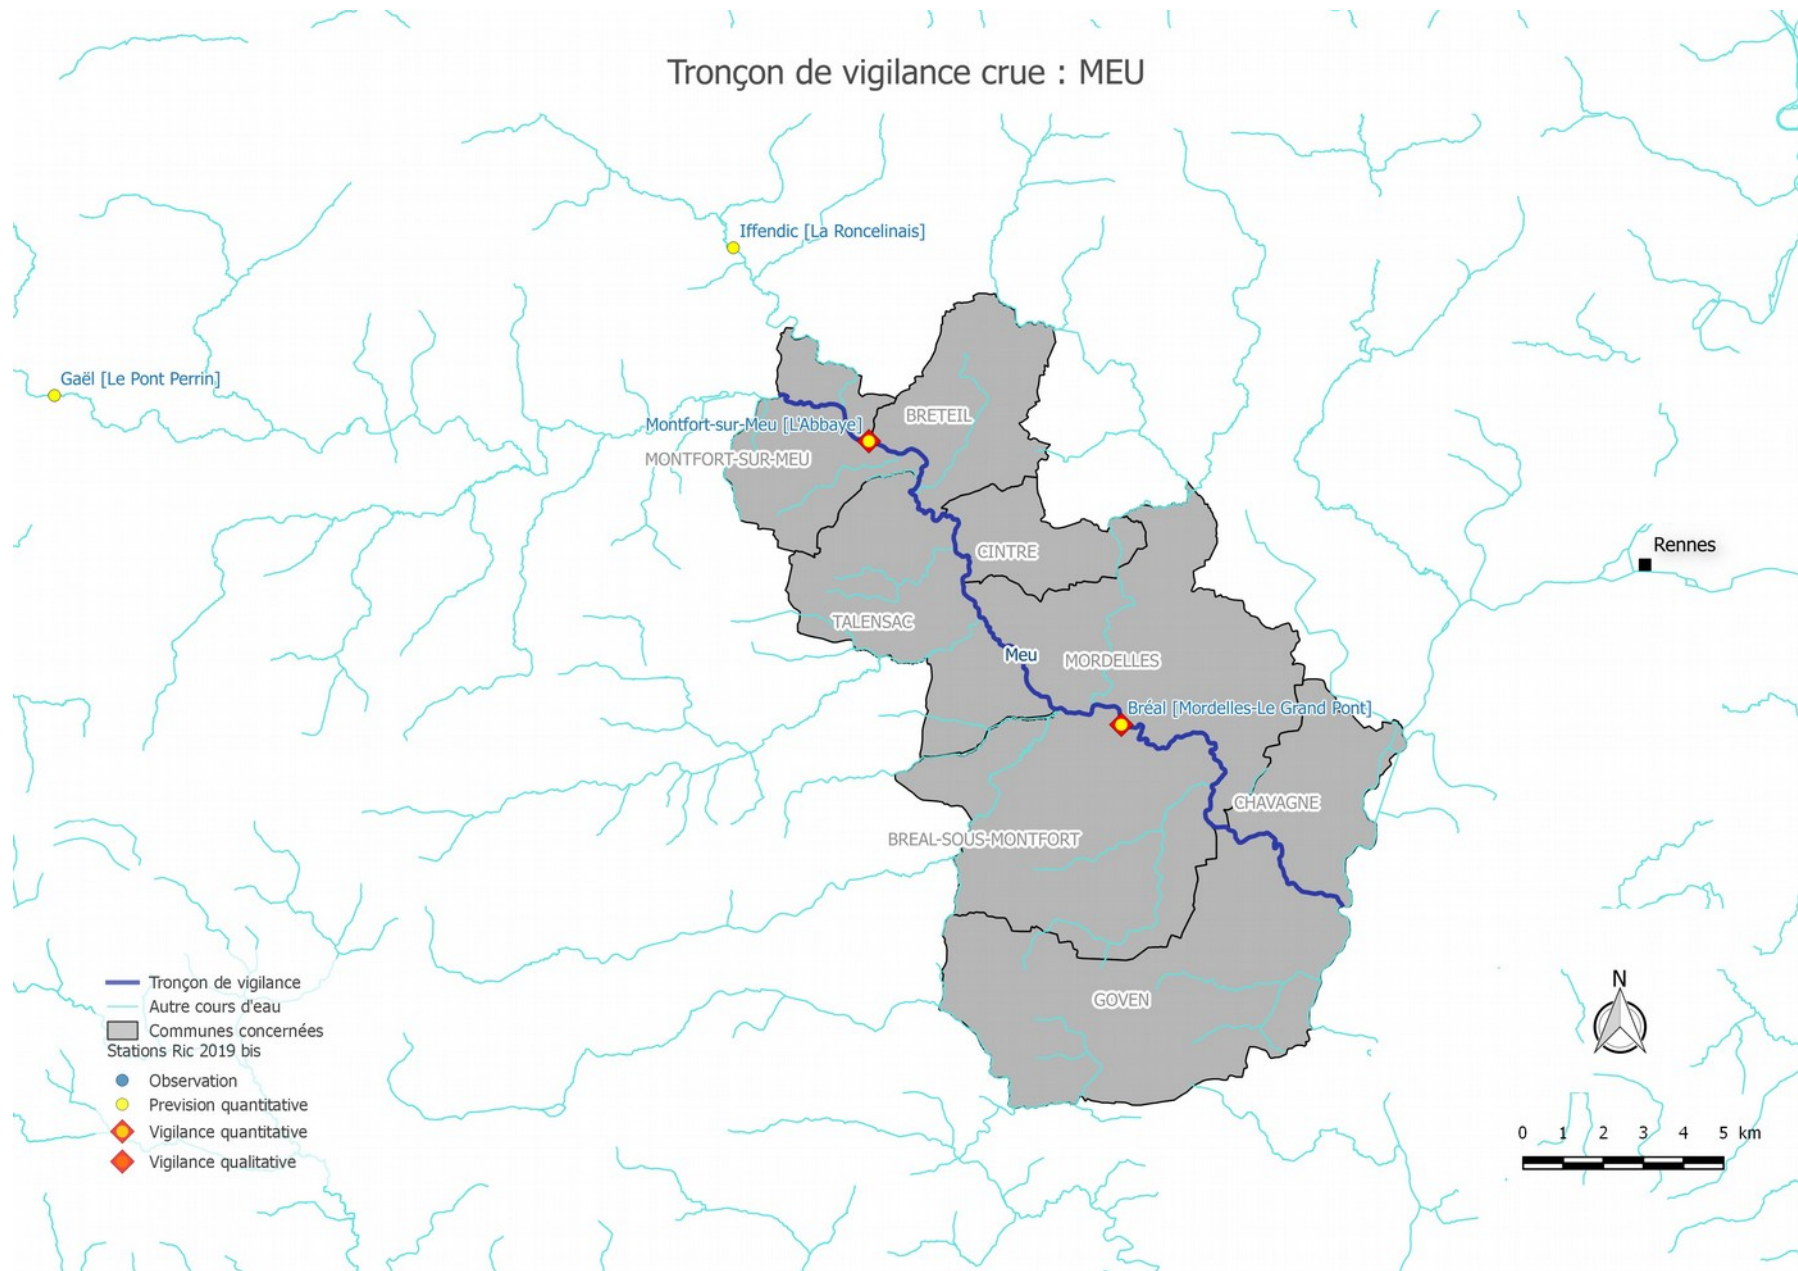 Tronçon de vigilance crue : MEU
Iffendic [La Roncelinais]
Gaël [Le Pont Perrin]
BRETEIL
Montfort-sur-Meu [L'Abbaye]
MONTFORT-SUR-MEU
CINTRE
Rennes
TALENSAC
Meu
MORDELLES
Bréal [Mordelles-Le Grand Pont]
CHAVAGNE
BREAL-SOUS-MONTFORT
GOVEN
Tronçon de vigilance
Autre cours d'eau
Communes concernées
Stations Ric 2019 bis
Observation
Prevision quantitative
Vigilance quantitative
Vigilance qualitative
N
0 1 2 3 4 5 km